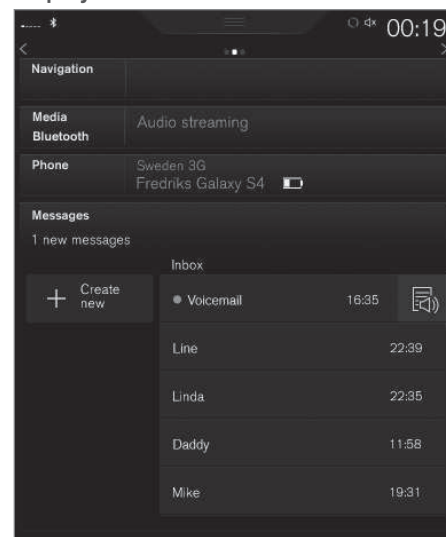 00:19
Navigation
Media
Bluetooth
Audio streaming
Phone
Sweden 3G
Fredriks Galaxy S4
Messages
1 new messages
Inbox
+ Create
new
Voicemail 16:35
Line 22:39
Linda 22:35
Daddy 11:58
Mike 19:31